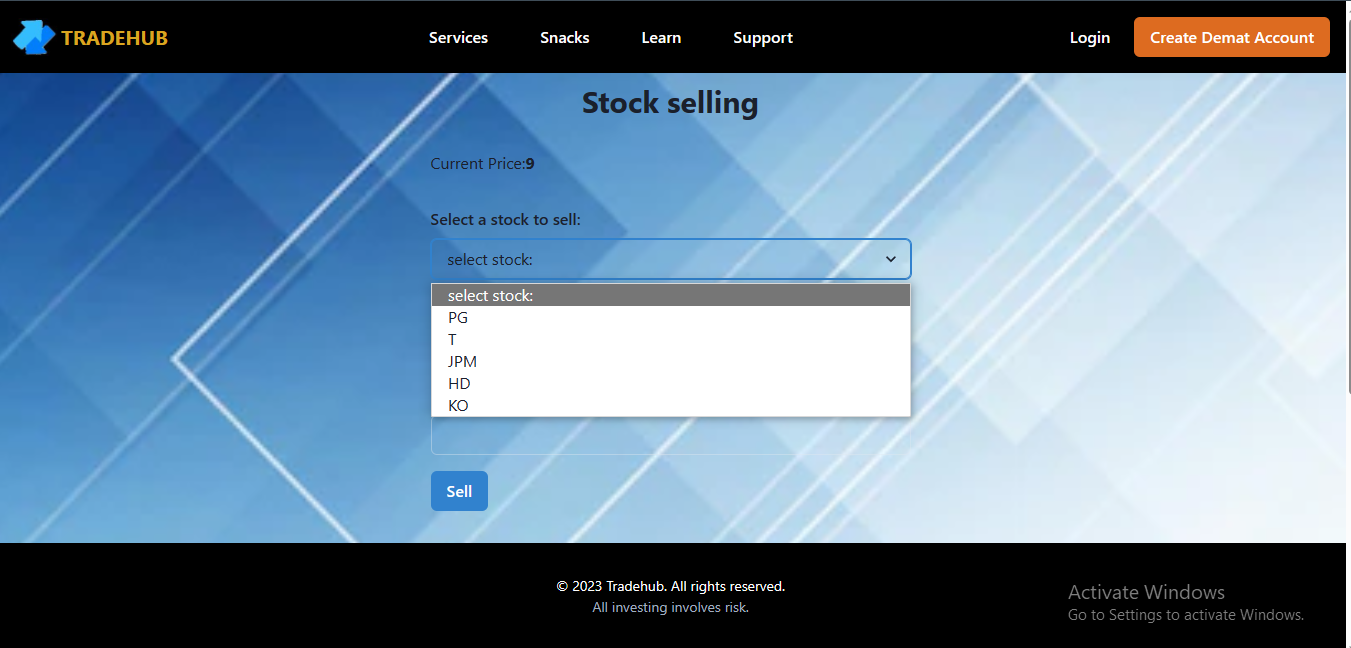 TRADEHUB Services Snacks Learn Support Login Create Demat Account
Stock selling
Current Price:9
Select a stock to sell:
select stock:
select stock:
PG
T
JPM
HD
KO
Sell
© 2023 Tradehub. All rights reserved.
All investing involves risk.
Activate Windows
Go to Settings to activate Windows.